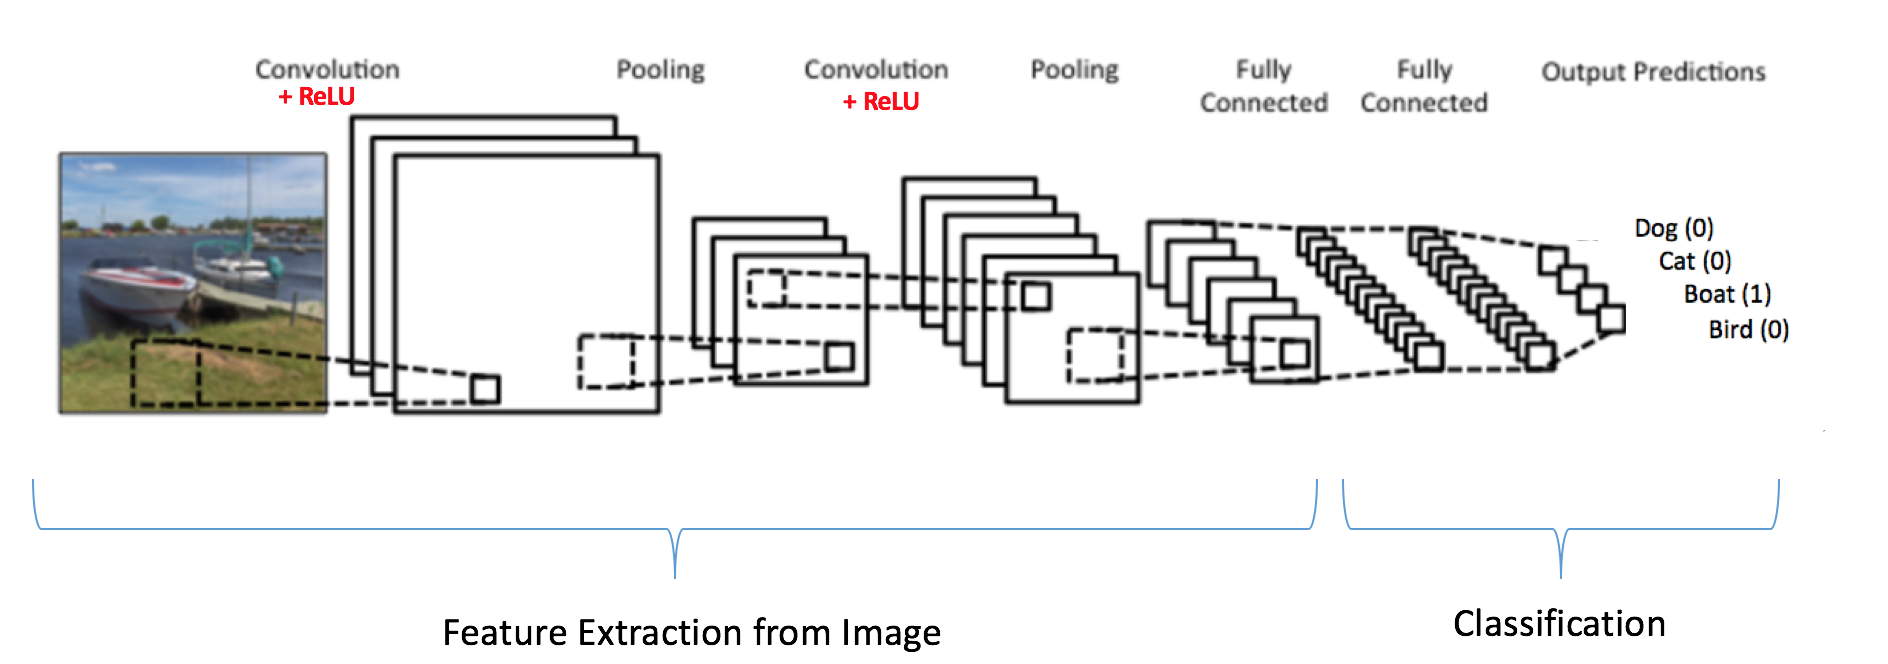 Convolution
+ ReLU
Pooling
Convolution
+ ReLU
Pooling
Fully
Connected
Fully
Connected
Output Predictions
Dog (0)
Cat (0)
Boat (1)
Bird (0)
Feature Extraction from Image
Classification